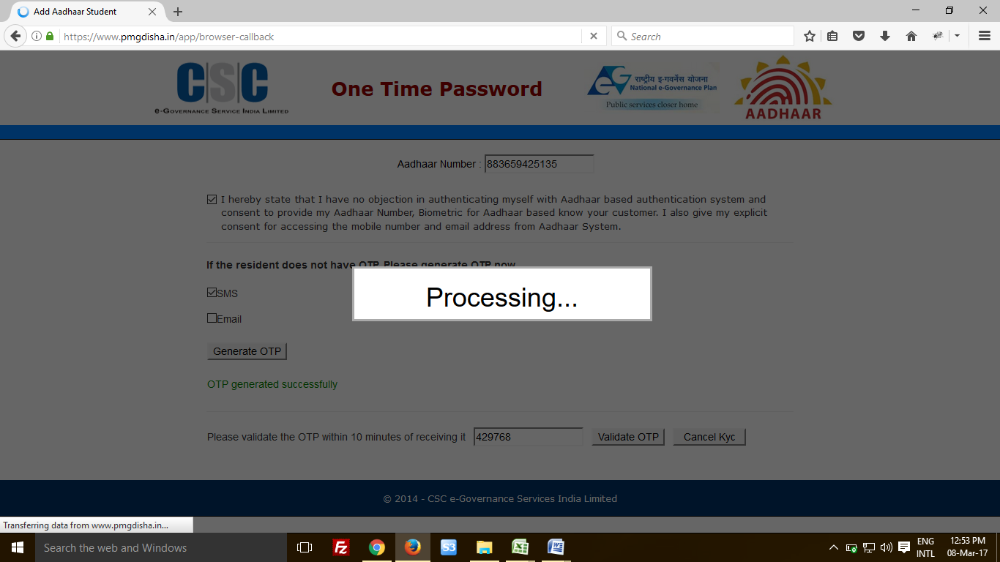 Add Aadhaar Student
https://www.pmgdisha.in/app/browser-callback
Search
CSC
e-Governance Service India Limited
One Time Password
eG
राष्ट्रीय इ-गवर्नेंस योजना
National e-Governance Plan
Public services closer home
AADHAAR
Aadhaar Number : 883659425135
I hereby state that I have no objection in authenticating myself with Aadhaar based authentication system and
consent to provide my Aadhaar Number, Biometric for Aadhaar based know your customer. I also give my explicit
consent for accessing the mobile number and email address from Aadhaar System.
If the resident does not have OTP. Please generate OTP now
Processing...
SMS
Email
Generate OTP
OTP generated successfully
Please validate the OTP within 10 minutes of receiving it 429768 Validate OTP Cancel Kyc
© 2014 - CSC e-Governance Services India Limited
Transferring data from www.pmgdisha.in...
Search the web and Windows
Fz
S3
ENG
INTL
12:53 PM
08-Mar-17